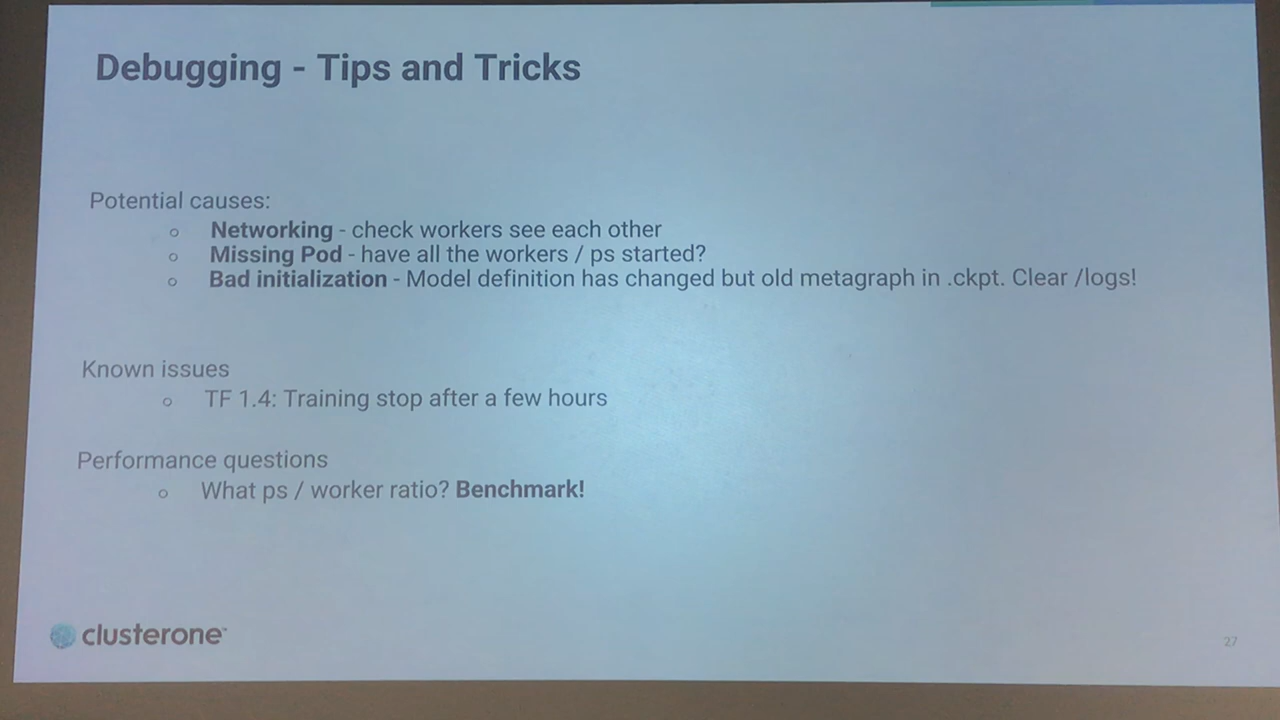 Debugging - Tips and Tricks
Potential causes:
Networking - check workers see each other
Missing Pod - have all the workers / ps started?
Bad initialization - Model definition has changed but old metagraph in .ckpt. Clear /logs!
Known issues
TF 1.4: Training stop after a few hours
Performance questions
What ps / worker ratio? Benchmark!
clusterone™
27